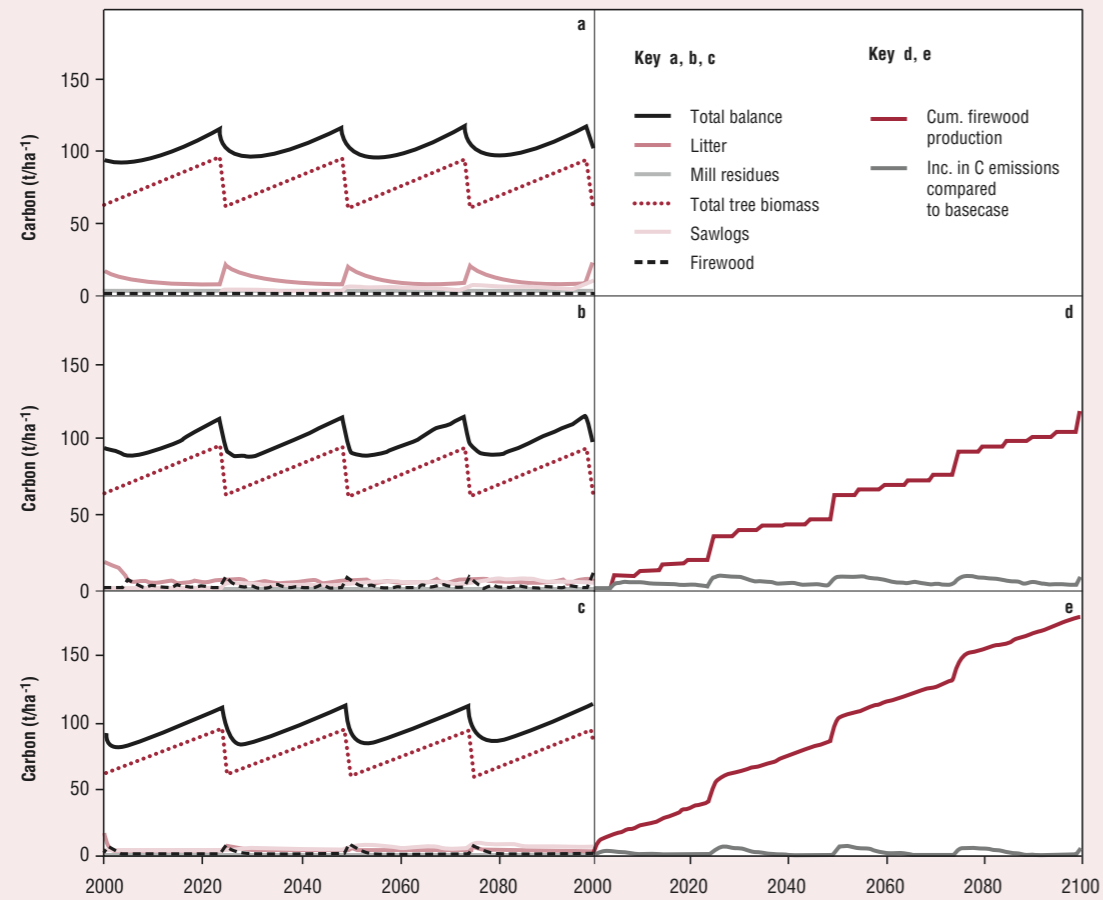 a
150
100
50
0
Carbon (t/ha⁻¹)
Key a, b, c
Total balance
Litter
Mill residues
Total tree biomass
Sawlogs
Firewood
Key d, e
Cum. firewood
production
Inc. in C emissions
compared
to basecase
b
150
100
50
0
Carbon (t/ha⁻¹)
d
c
150
100
50
0
Carbon (t/ha⁻¹)
e
2000 2020 2040 2060 2080 2000 2020 2040 2060 2080 2100